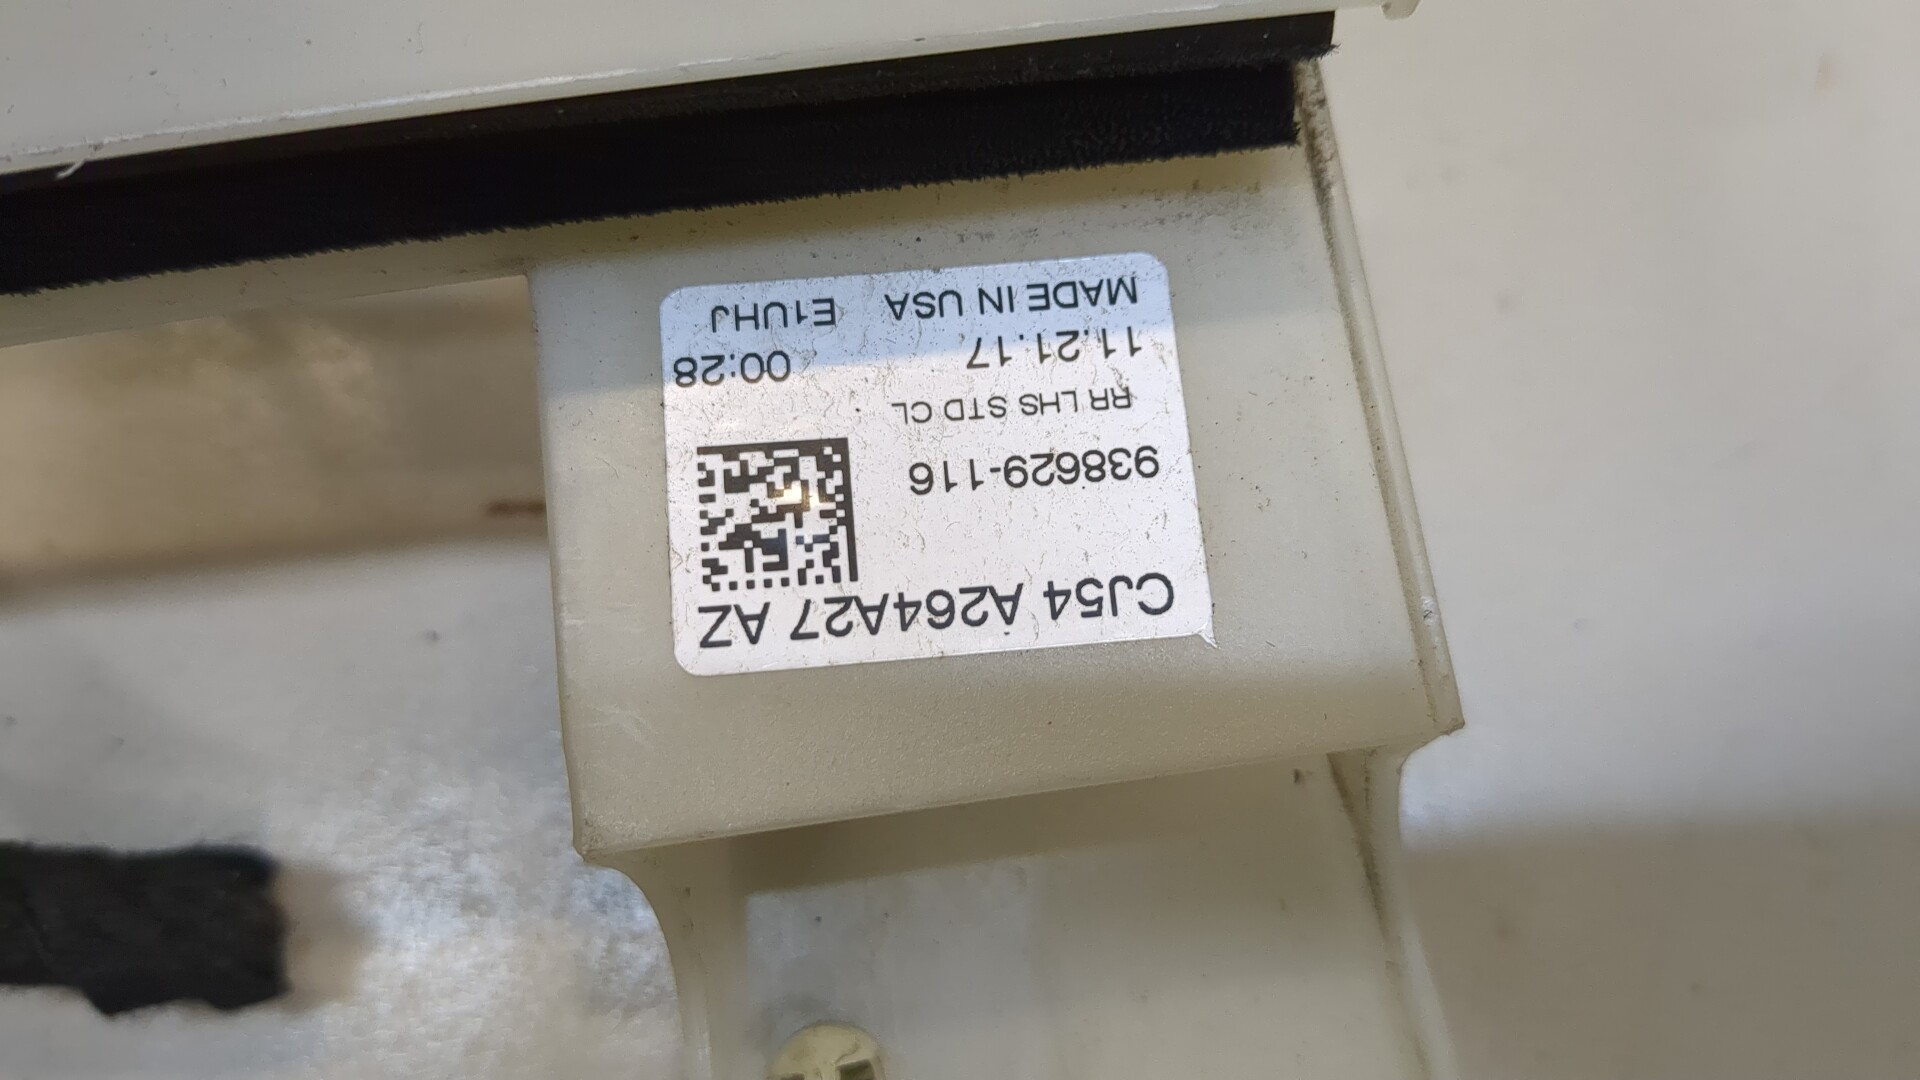 CJ54 A264A27 AZ
938629-116
RR LHS STD CL
11.21.17 00:28
MADE IN USA E1UHJ